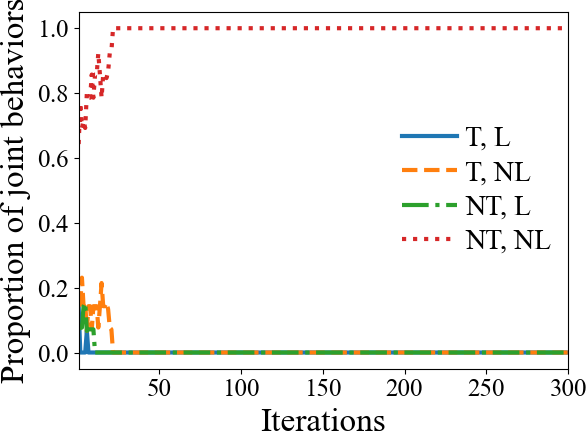 Proportion of joint behaviors
1.0
0.8
0.6
0.4
0.2
0.0
T, L
T, NL
NT, L
NT, NL
50 100 150 200 250 300
Iterations